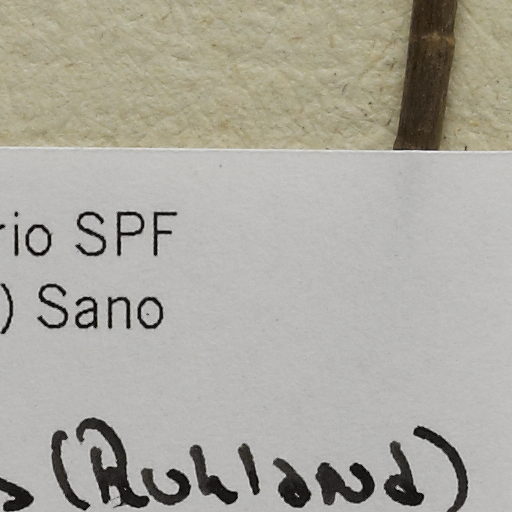 rio SPF
) Sano
s (Ruhland)